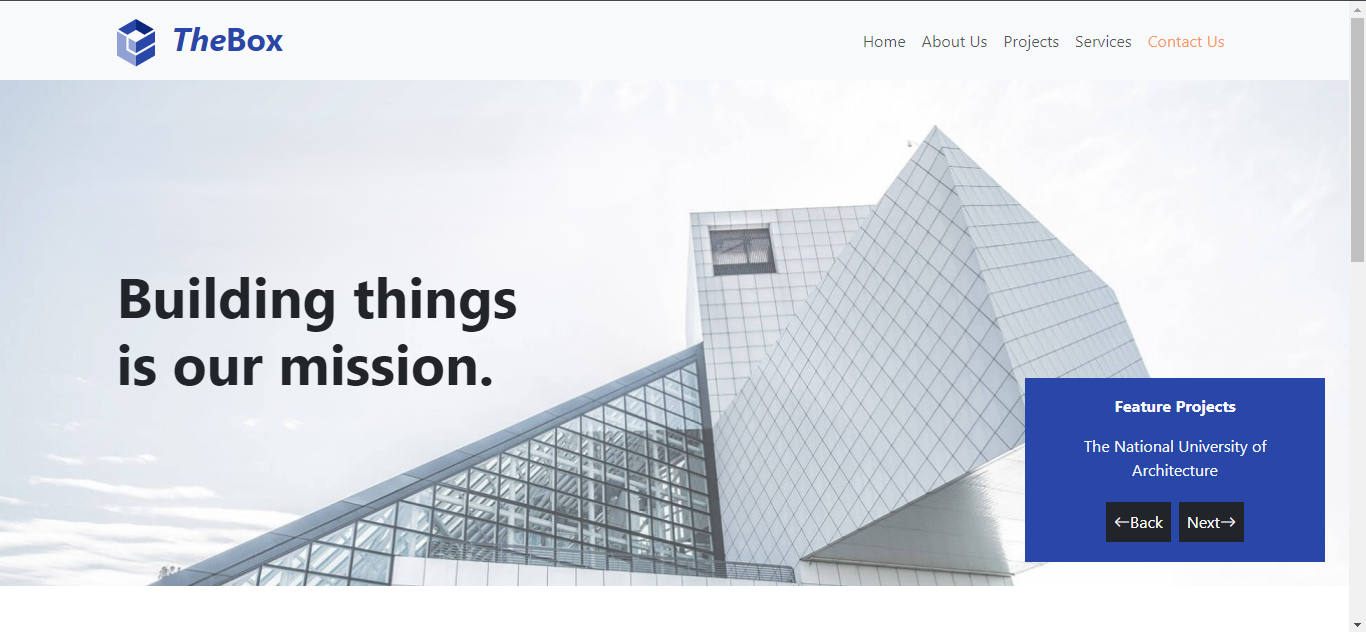 TheBox
Home About Us Projects Services Contact Us
Building things
is our mission.
Feature Projects
The National University of
Architecture
←Back Next→